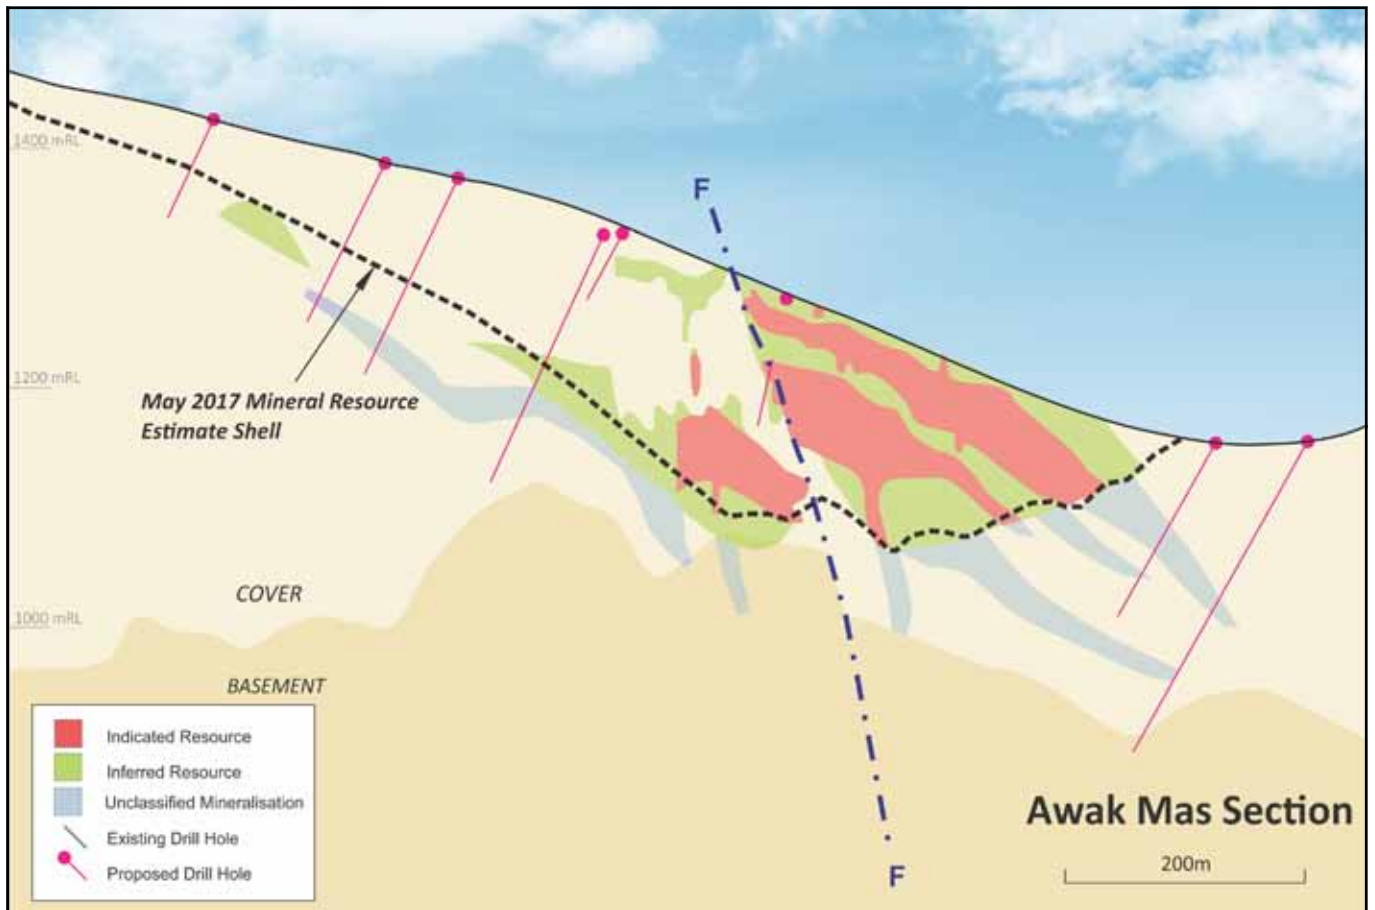 1400 mRL
F
1200 mRL
May 2017 Mineral Resource
Estimate Shell
COVER
1000 mRL
BASEMENT
Indicated Resource
Inferred Resource
Unclassified Mineralisation
Existing Drill Hole
Proposed Drill Hole
Awak Mas Section
200m
F